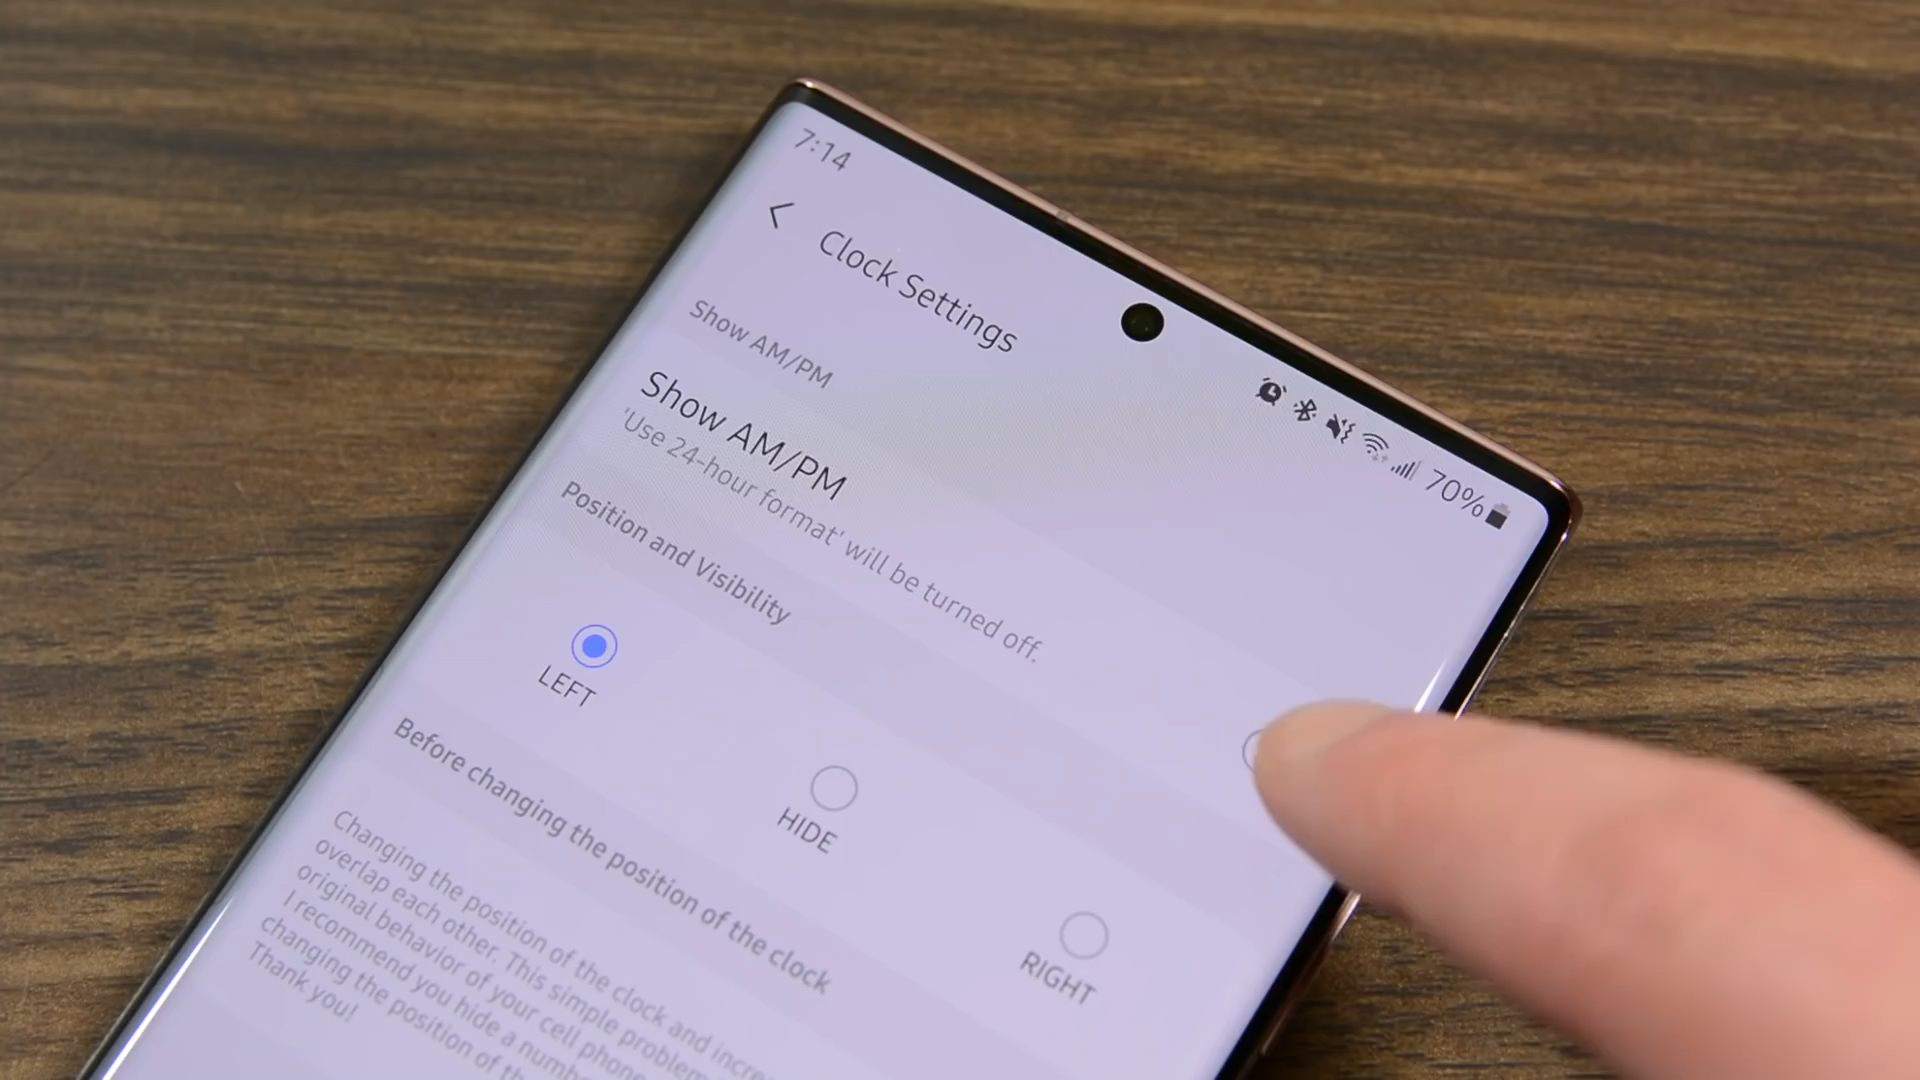 7:14
70%
Clock Settings
Show AM/PM
Show AM/PM
'Use 24-hour format' will be turned off.
Position and Visibility
LEFT
HIDE
RIGHT
Before changing the position of the clock
Changing the position of the clock and
overlap each other. This simple
original behavior of your cell phone
I recommend you hide a
changing the position of
Thank you!